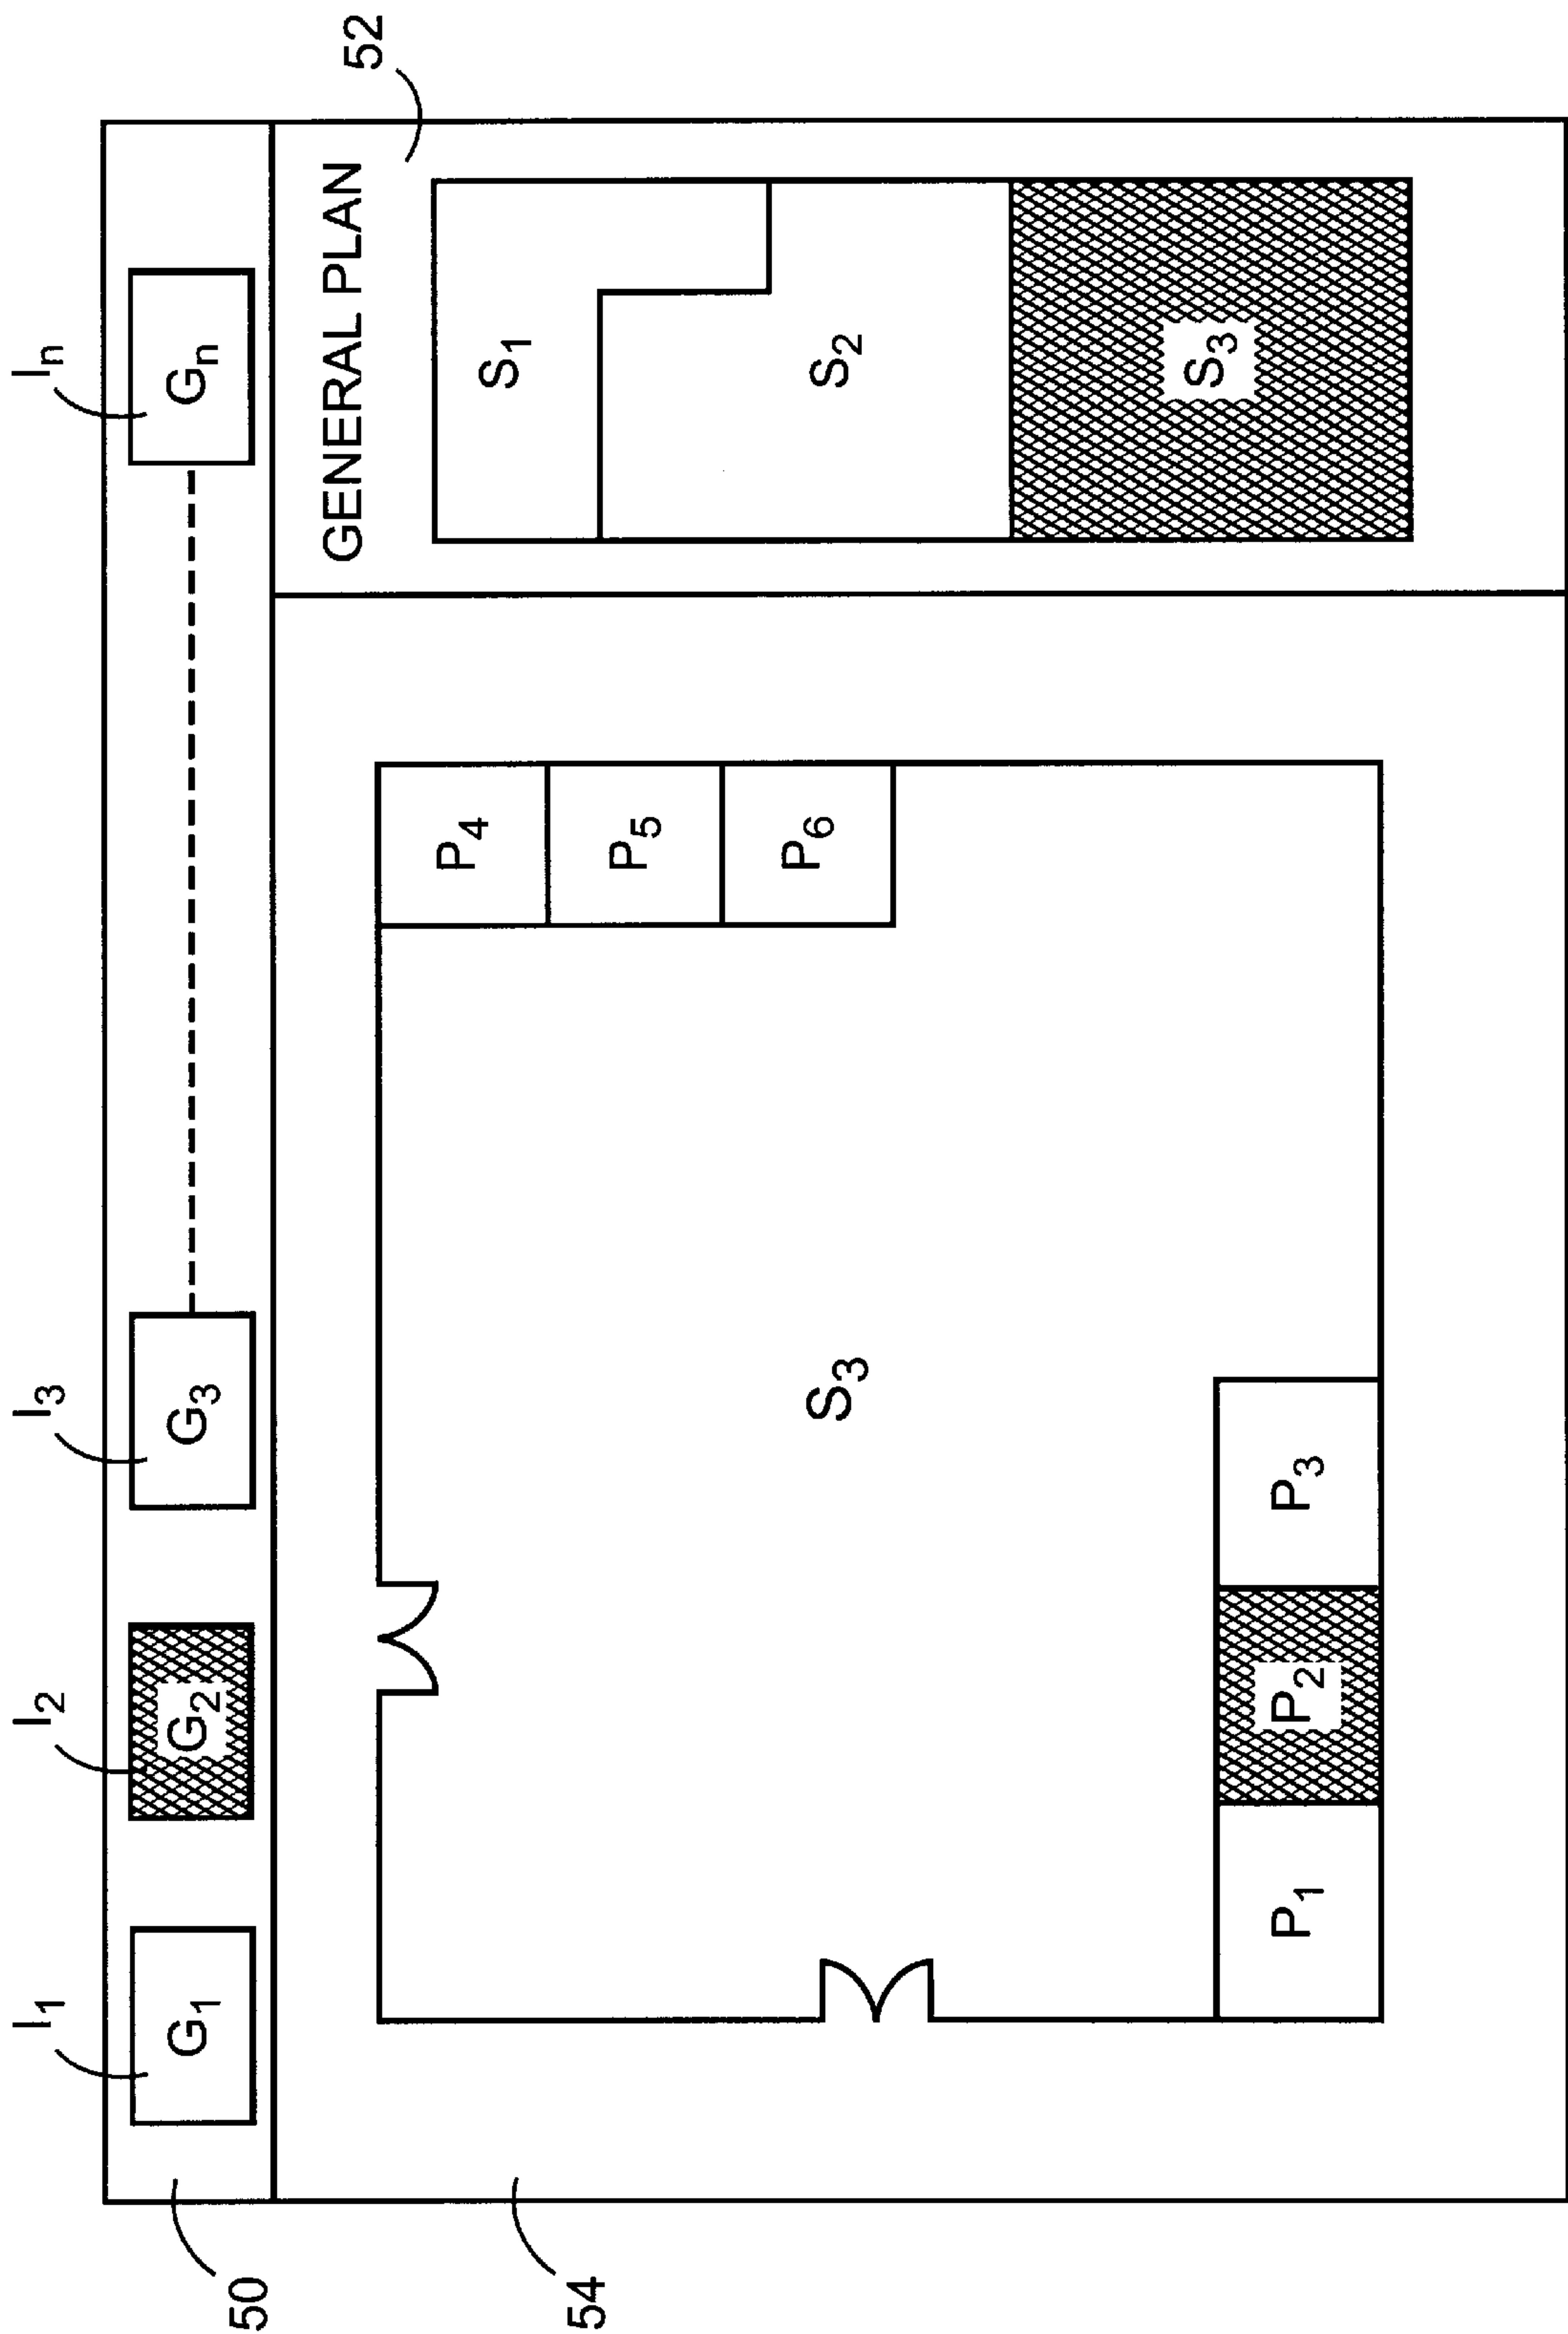 I1 I2 I3 In
G1 G2 G3 Gn
50
GENERAL PLAN
52
54
S1
S2
S3
P4
P5
P6
S3
P1 P2 P3